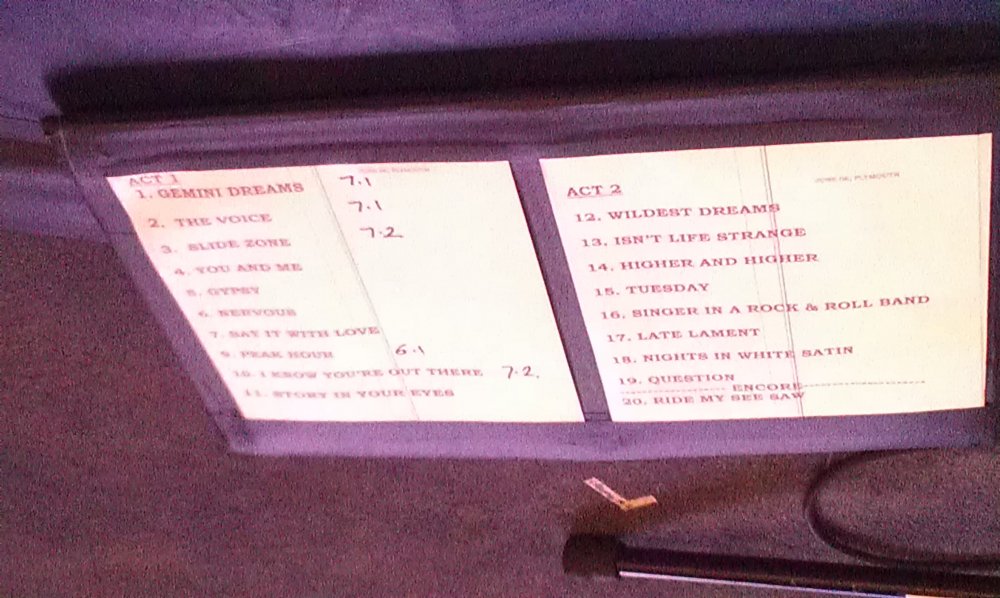 ACT 1
1. GEMINI DREAMS 7.1
2. THE VOICE 7.1
3. SLIDE ZONE 7.2
4. YOU AND ME
5. GYPSY
6. NERVOUS
7. SAY IT WITH LOVE
9. PEAK HOUR 6.1
10. I KNOW YOU'RE OUT THERE 7.2.
11. STORY IN YOUR EYES
ACT 2
12. WILDEST DREAMS
13. ISN'T LIFE STRANGE
14. HIGHER AND HIGHER
15. TUESDAY
16. SINGER IN A ROCK & ROLL BAND
17. LATE LAMENT
18. NIGHTS IN WHITE SATIN
19. QUESTION
-------------------- ENCORE--------------------
20. RIDE MY SEE SAW